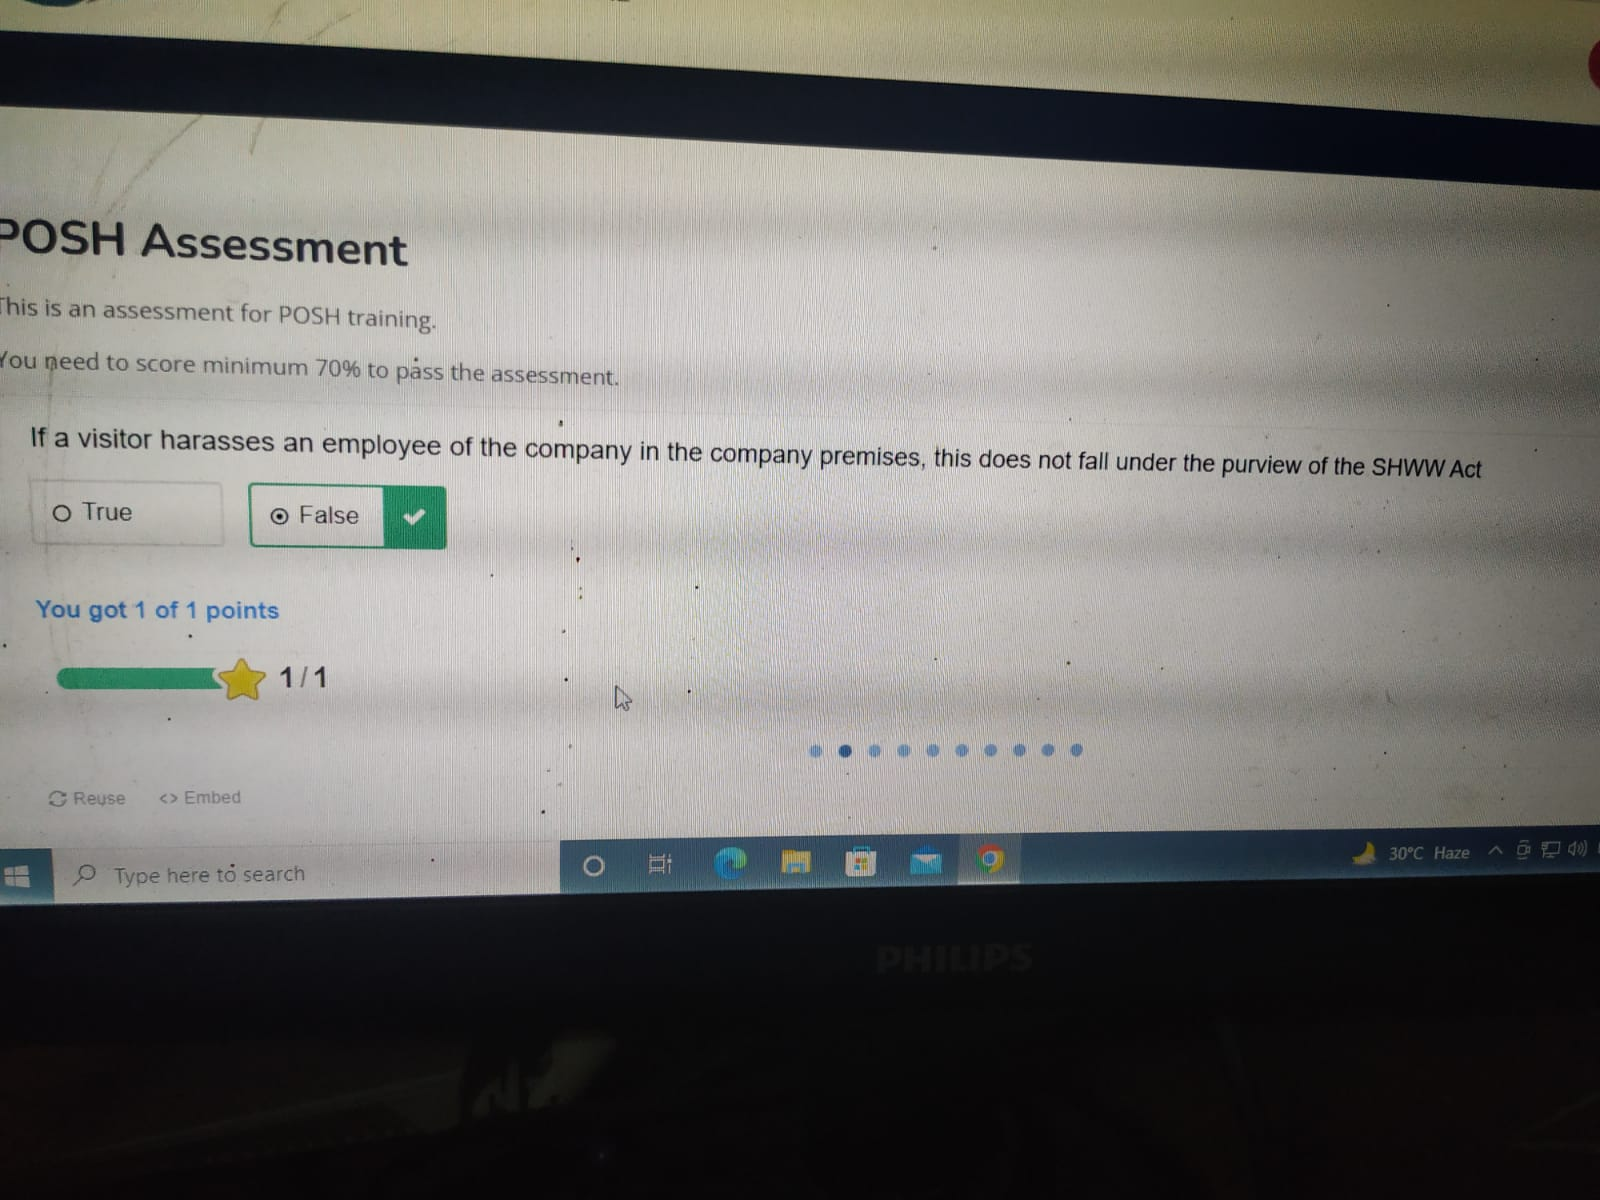 POSH Assessment
This is an assessment for POSH training.
You need to score minimum 70% to pass the assessment.
If a visitor harasses an employee of the company in the company premises, this does not fall under the purview of the SHWW Act
True
False
You got 1 of 1 points
1/1
Reuse
<> Embed
Type here to search
30°C Haze
PHILIPS